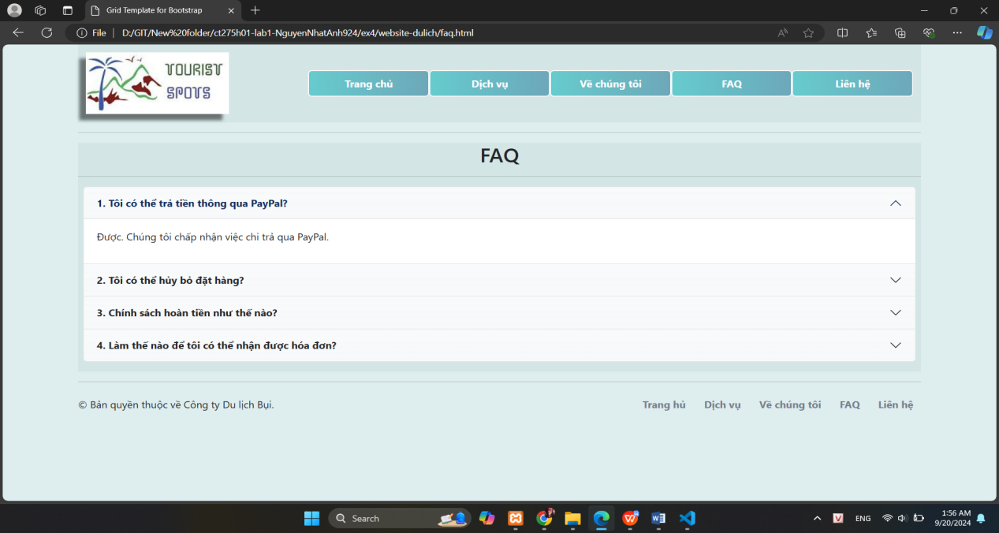 Grid Template for Bootstrap
File
D:/GIT/New%20folder/ct275h01-lab1-NguyenNhatAnh924/ex4/website-dulich/faq.html
TOURIST
SPOTS
Trang chủ
Dịch vụ
Về chúng tôi
FAQ
Liên hệ
FAQ
1. Tôi có thể trả tiền thông qua PayPal?
Được. Chúng tôi chấp nhận việc chi trả qua PayPal.
2. Tôi có thể hủy bỏ đặt hàng?
3. Chính sách hoàn tiền như thế nào?
4. Làm thế nào để tôi có thể nhận được hóa đơn?
© Bản quyền thuộc về Công ty Du lịch Bụi.
Trang hủ
Dịch vụ
Về chúng tôi
FAQ
Liên hệ
Search
ENG
1:56 AM
9/20/2024